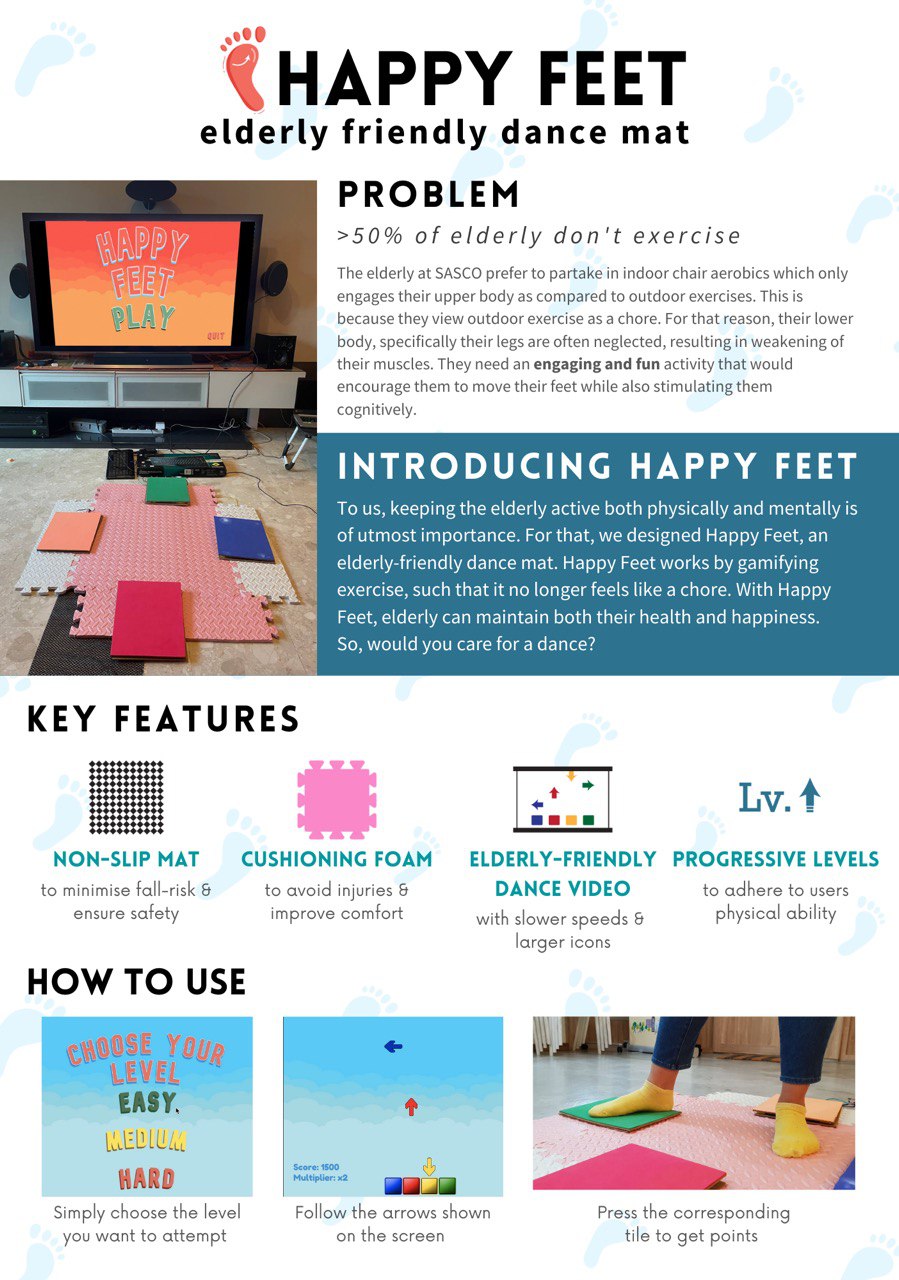 HAPPY FEET
elderly friendly dance mat
HAPPY
FEET
PLAY
QUIT
PROBLEM
>50% of elderly don't exercise
The elderly at SASCO prefer to partake in indoor chair aerobics which only
engages their upper body as compared to outdoor exercises. This is
because they view outdoor exercise as a chore. For that reason, their lower
body, specifically their legs are often neglected, resulting in weakening of
their muscles. They need an engaging and fun activity that would
encourage them to move their feet while also stimulating them
cognitively.
INTRODUCING HAPPY FEET
To us, keeping the elderly active both physically and mentally is
of utmost importance. For that, we designed Happy Feet, an
elderly-friendly dance mat. Happy Feet works by gamifying
exercise, such that it no longer feels like a chore. With Happy
Feet, elderly can maintain both their health and happiness.
So, would you care for a dance?
KEY FEATURES
NON-SLIP MAT
to minimise fall-risk &
ensure safety
CUSHIONING FOAM
to avoid injuries &
improve comfort
ELDERLY-FRIENDLY
DANCE VIDEO
with slower speeds &
larger icons
Lv.
PROGRESSIVE LEVELS
to adhere to users
physical ability
HOW TO USE
CHOOSE YOUR
LEVEL
EASY
MEDIUM
HARD
Simply choose the level
you want to attempt
Score: 1500
Multiplier: x2
Follow the arrows shown
on the screen
Press the corresponding
tile to get points